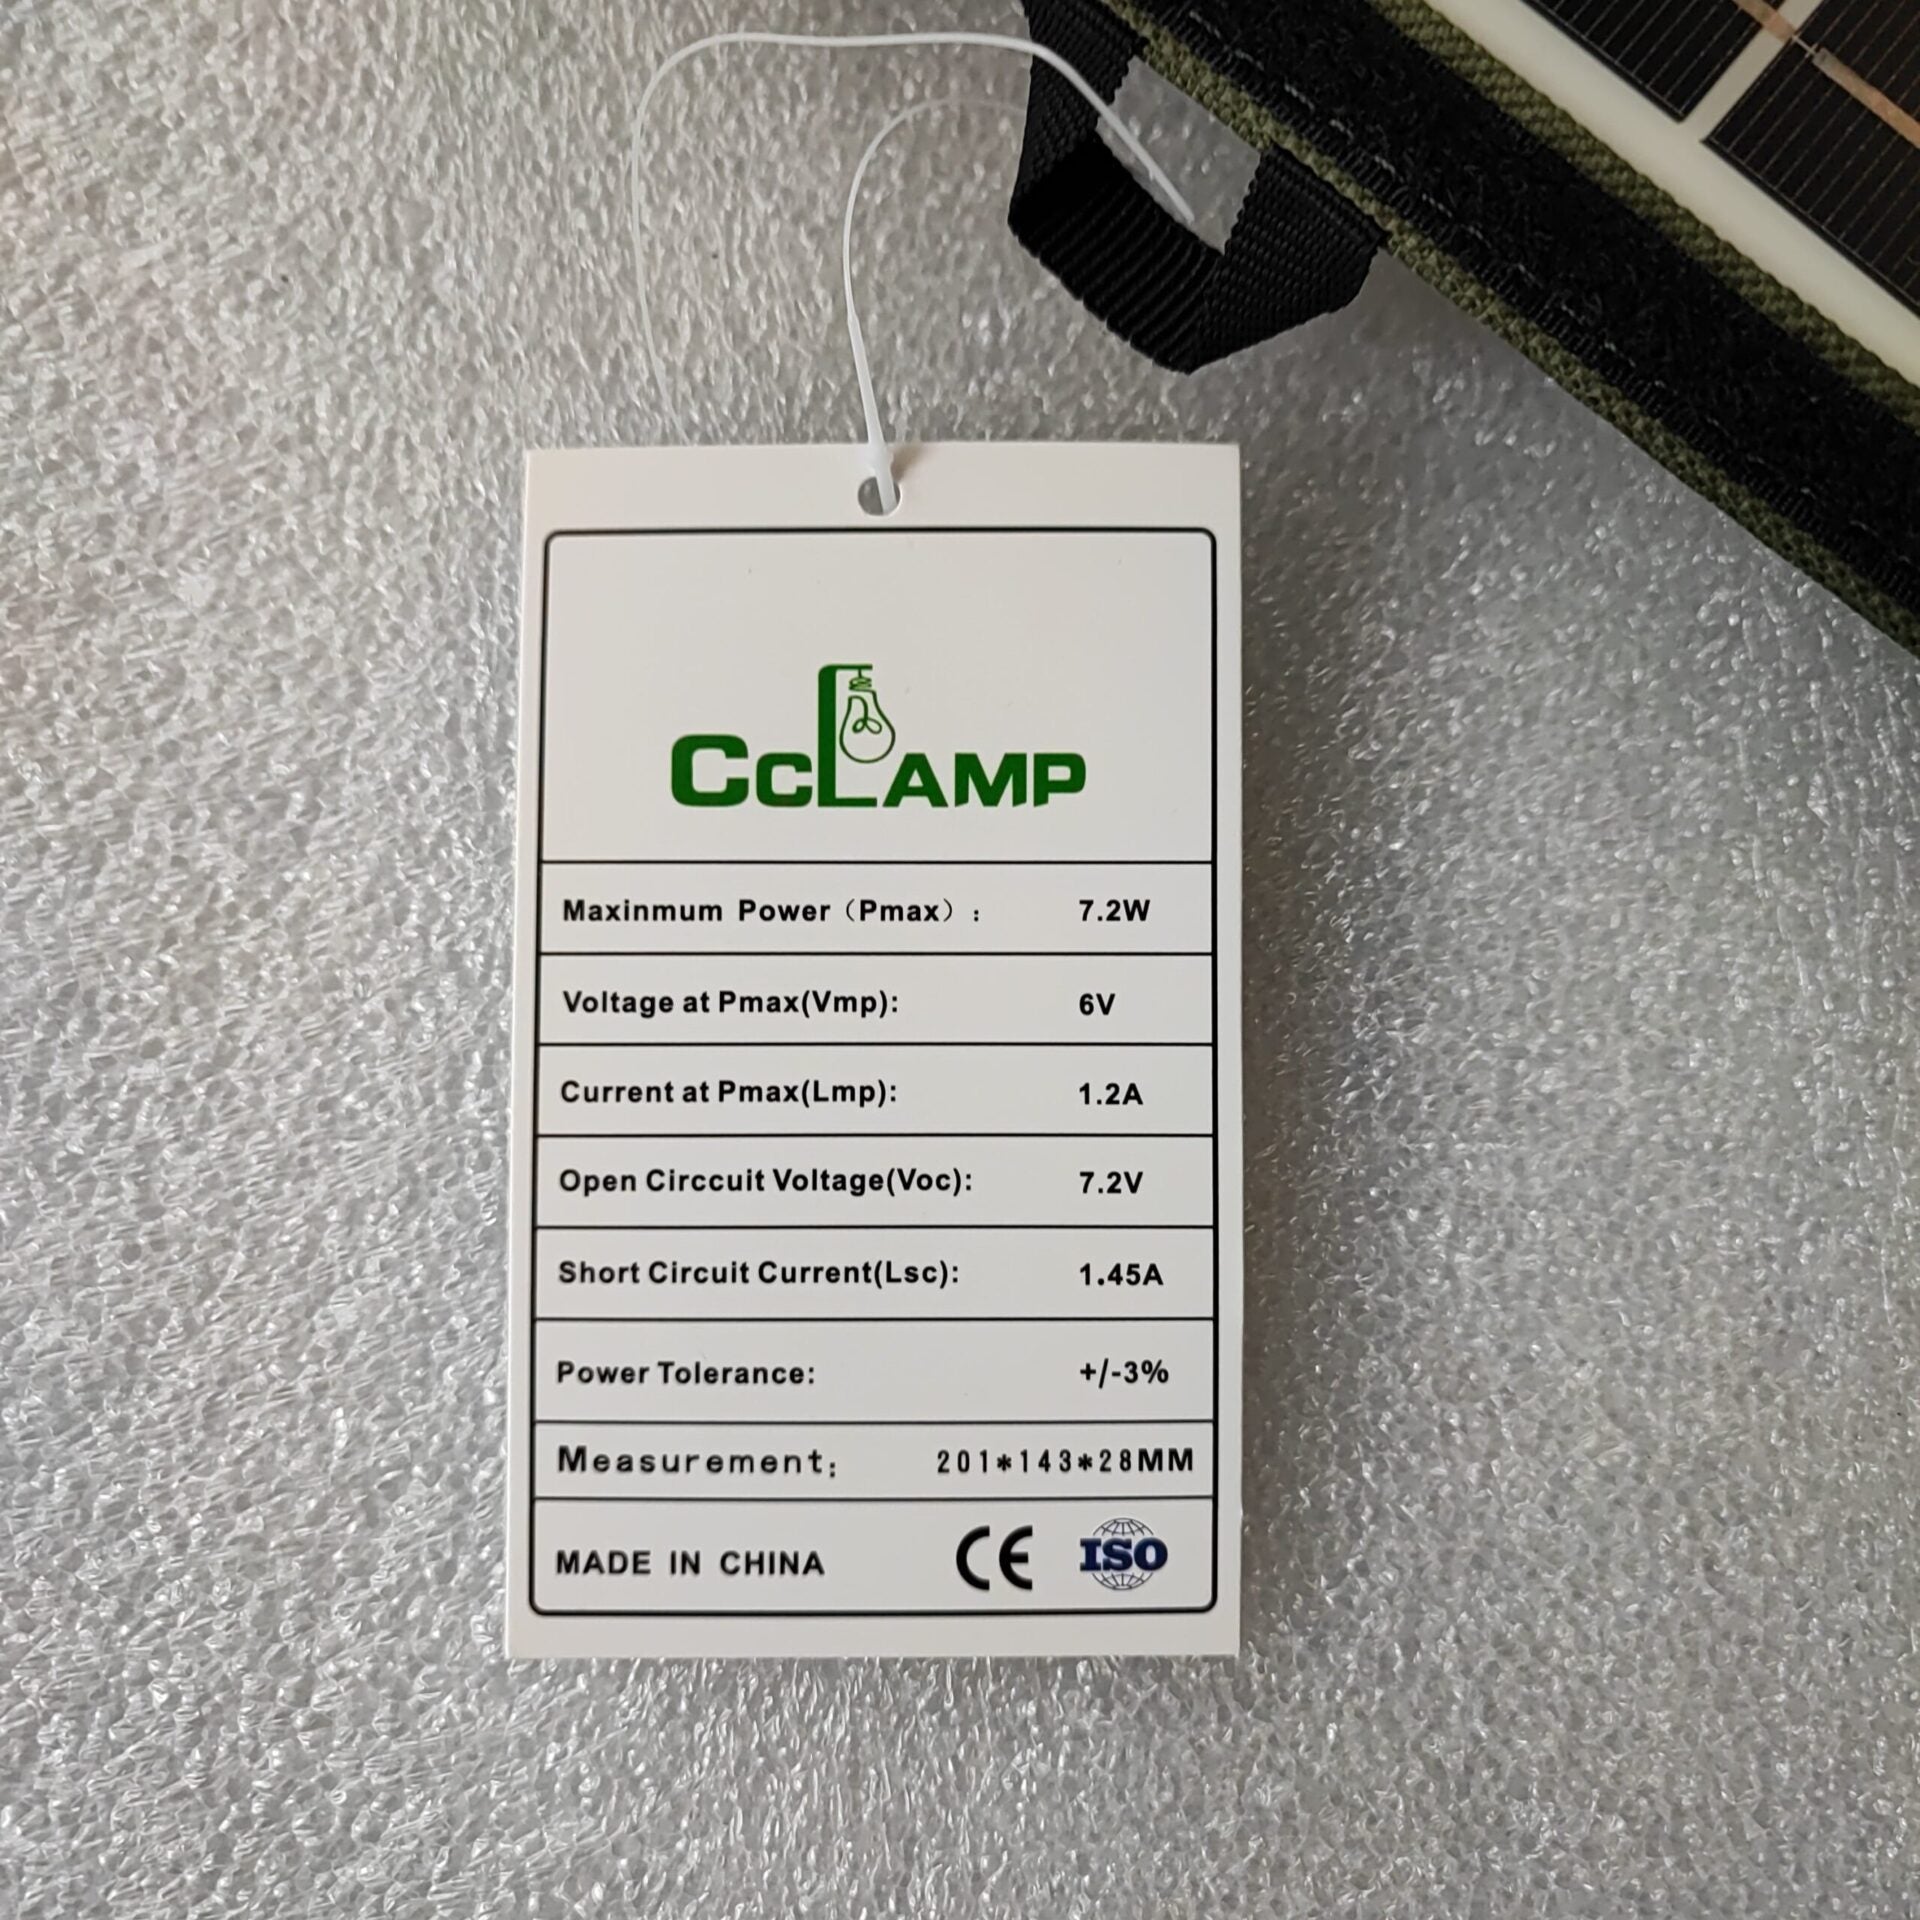 CCLAMP
Maxinmum Power（Pmax）： 7.2W
Voltage at Pmax(Vmp): 6V
Current at Pmax(Lmp): 1.2A
Open Circcuit Voltage(Voc): 7.2V
Short Circuit Current(Lsc): 1.45A
Power Tolerance: +/-3%
Measurement: 201*143*28MM
MADE IN CHINA CE ISO